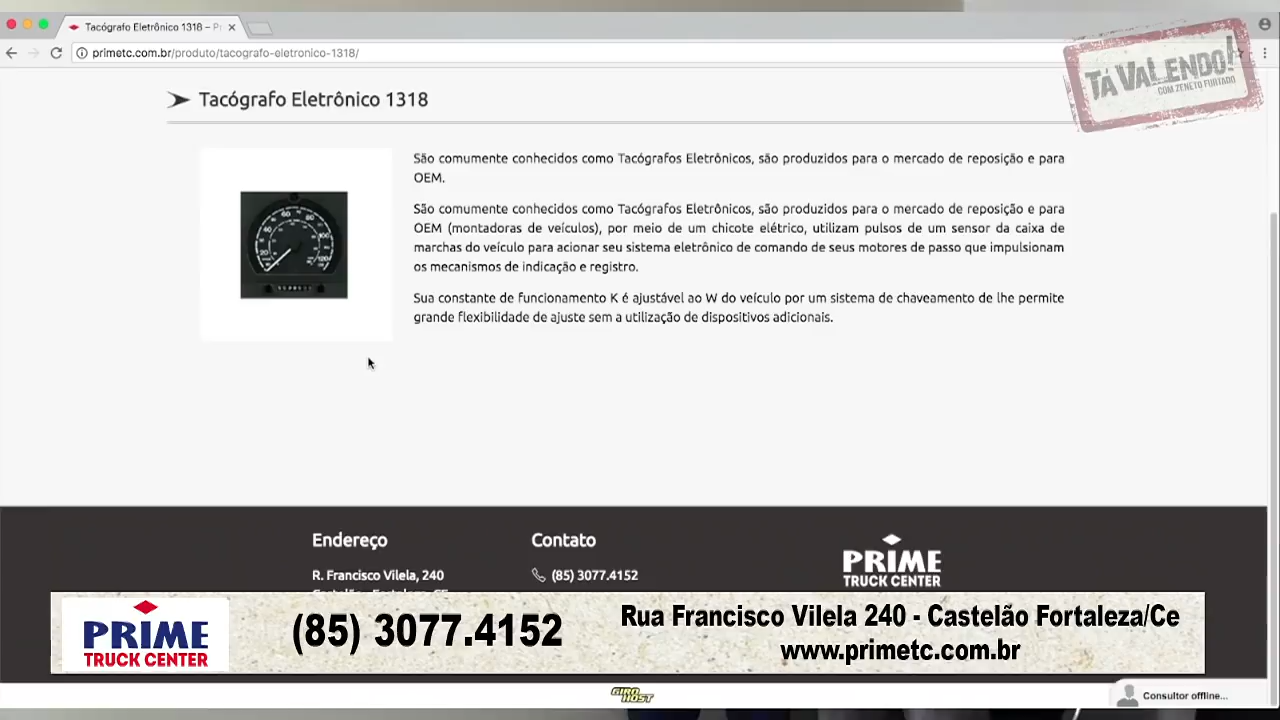 Tacógrafo Eletrônico 1318 – P
primetc.com.br/produto/tacografo-eletronico-1318/
TÁ VALENDO!
COM ZENETO FURTADO
Tacógrafo Eletrônico 1318
São comumente conhecidos como Tacógrafos Eletrônicos, são produzidos para o mercado de reposição e para
OEM.
São comumente conhecidos como Tacógrafos Eletrônicos, são produzidos para o mercado de reposição e para
OEM (montadoras de veículos), por meio de um chicote elétrico, utilizam pulsos de um sensor da caixa de
marchas do veículo para acionar seu sistema eletrônico de comando de seus motores de passo que impulsionam
os mecanismos de indicação e registro.
Sua constante de funcionamento K é ajustável ao W do veículo por um sistema de chaveamento de lhe permite
grande flexibilidade de ajuste sem a utilização de dispositivos adicionais.
Endereço
R. Francisco Vilela, 240
Contato
(85) 3077.4152
PRIME
TRUCK CENTER
PRIME
TRUCK CENTER
(85) 3077.4152
Rua Francisco Vilela 240 - Castelão Fortaleza/Ce
www.primetc.com.br
GIRO
HOST
Consultor offline...